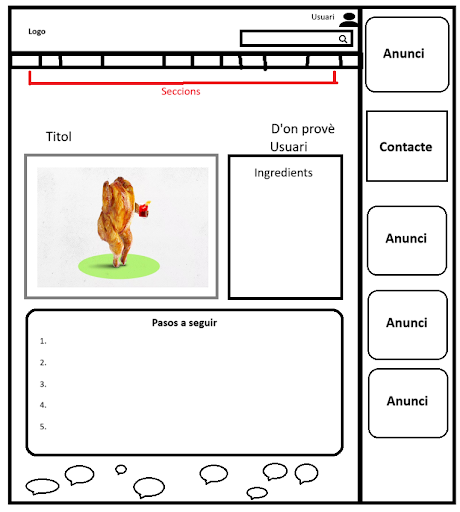 Logo
Usuari
Seccions
Titol
D'on provè
Usuari
Ingredients
Pasos a seguir
1.
2.
3.
4.
5.
Anunci
Contacte
Anunci
Anunci
Anunci